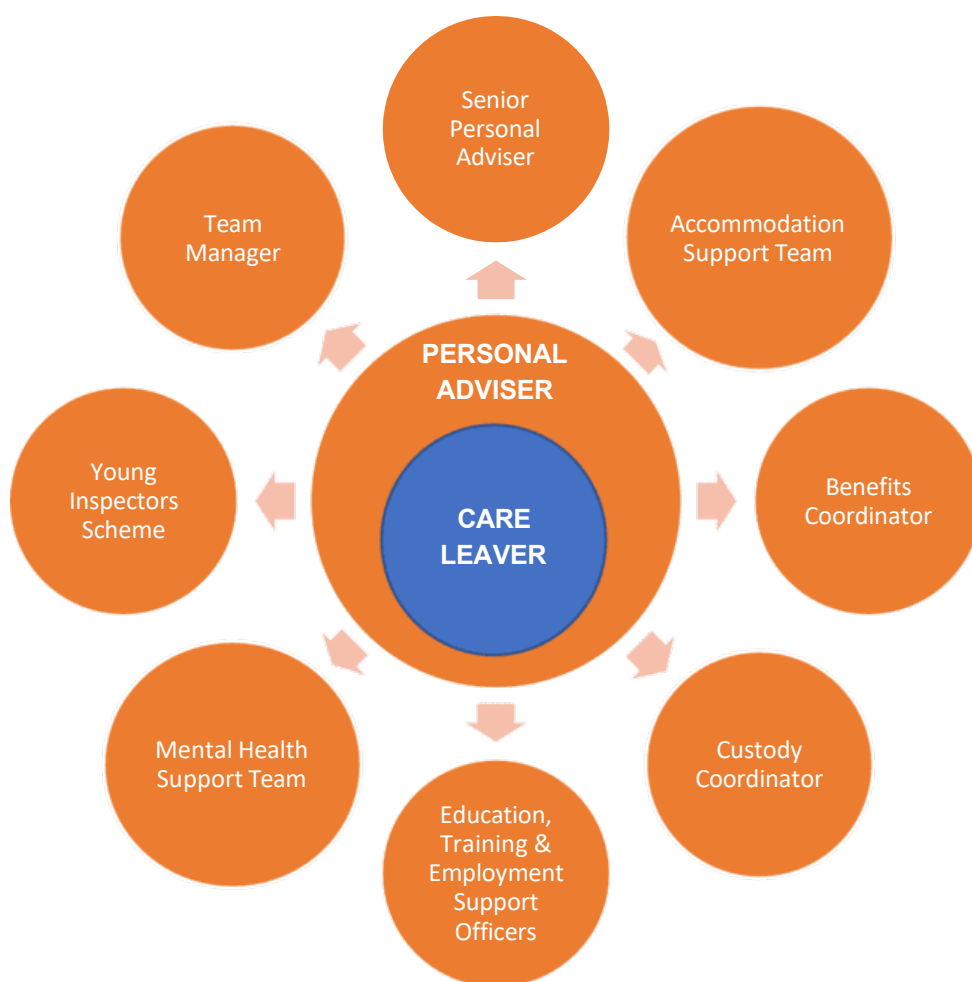 Senior
Personal
Adviser
Accommodation
Support Team
Team
Manager
PERSONAL
ADVISER
CARE
LEAVER
Young
Inspectors
Scheme
Benefits
Coordinator
Mental Health
Support Team
Custody
Coordinator
Education,
Training &
Employment
Support
Officers